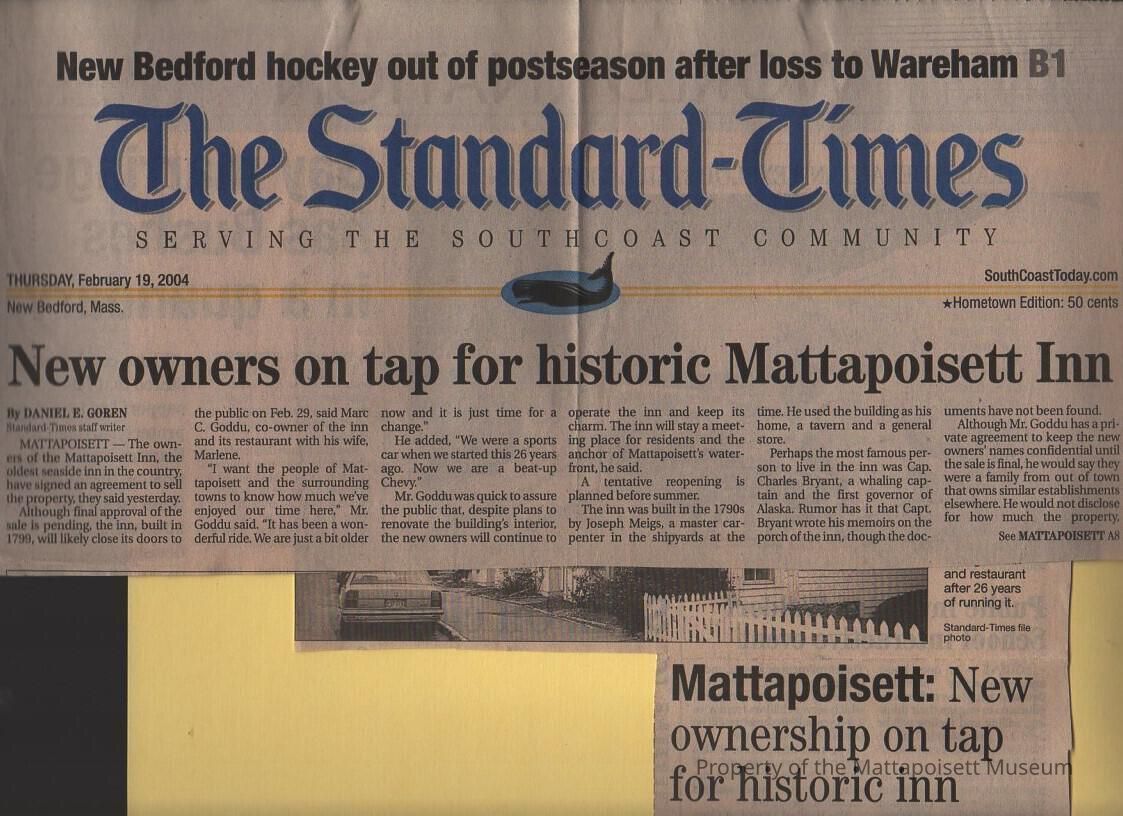 New Bedford hockey out of postseason after loss to Wareham B1
The Standard-Times
SERVING THE SOUTHCOAST COMMUNITY
THURSDAY, February 19, 2004
SouthCoastToday.com
New Bedford, Mass.
★Hometown Edition: 50 cents
New owners on tap for historic Mattapoisett Inn
By DANIEL E. GOREN
Standard-Times staff writer
MATTAPOISETT — The own-
ers of the Mattapoisett Inn, the
oldest seaside inn in the country,
have signed an agreement to sell
the property, they said yesterday.
Although final approval of the
sale is pending, the inn, built in
1799, will likely close its doors to
the public on Feb. 29, said Marc
C. Goddu, co-owner of the inn
and its restaurant with his wife,
Marlene.
"I want the people of Mat-
tapoisett and the surrounding
towns to know how much we've
enjoyed our time here," Mr.
Goddu said. "It has been a won-
derful ride. We are just a bit older
now and it is just time for a
change."
He added, "We were a sports
car when we started this 26 years
ago. Now we are a beat-up
Chevy."
Mr. Goddu was quick to assure
the public that, despite plans to
renovate the building's interior,
the new owners will continue to
operate the inn and keep its
charm. The inn will stay a meet-
ing place for residents and the
anchor of Mattapoisett's water-
front, he said.
A tentative reopening is
planned before summer.
The inn was built in the 1790s
by Joseph Meigs, a master car-
penter in the shipyards at the
time. He used the building as his
home, a tavern and a general
store.
Perhaps the most famous per-
son to live in the inn was Cap.
Charles Bryant, a whaling cap-
tain and the first governor of
Alaska. Rumor has it that Capt.
Bryant wrote his memoirs on the
porch of the inn, though the doc-
uments have not been found.
Although Mr. Goddu has a pri-
vate agreement to keep the new
owners' names confidential until
the sale is final, he would say they
were a family from out of town
that owns similar establishments
elsewhere. He would not disclose
for how much the property,
See MATTAPOISETT A8
and restaurant
after 26 years
of running it.
Standard-Times file
photo
Mattapoisett: New
ownership on tap
for historic inn
Property of the Mattapoisett Museum